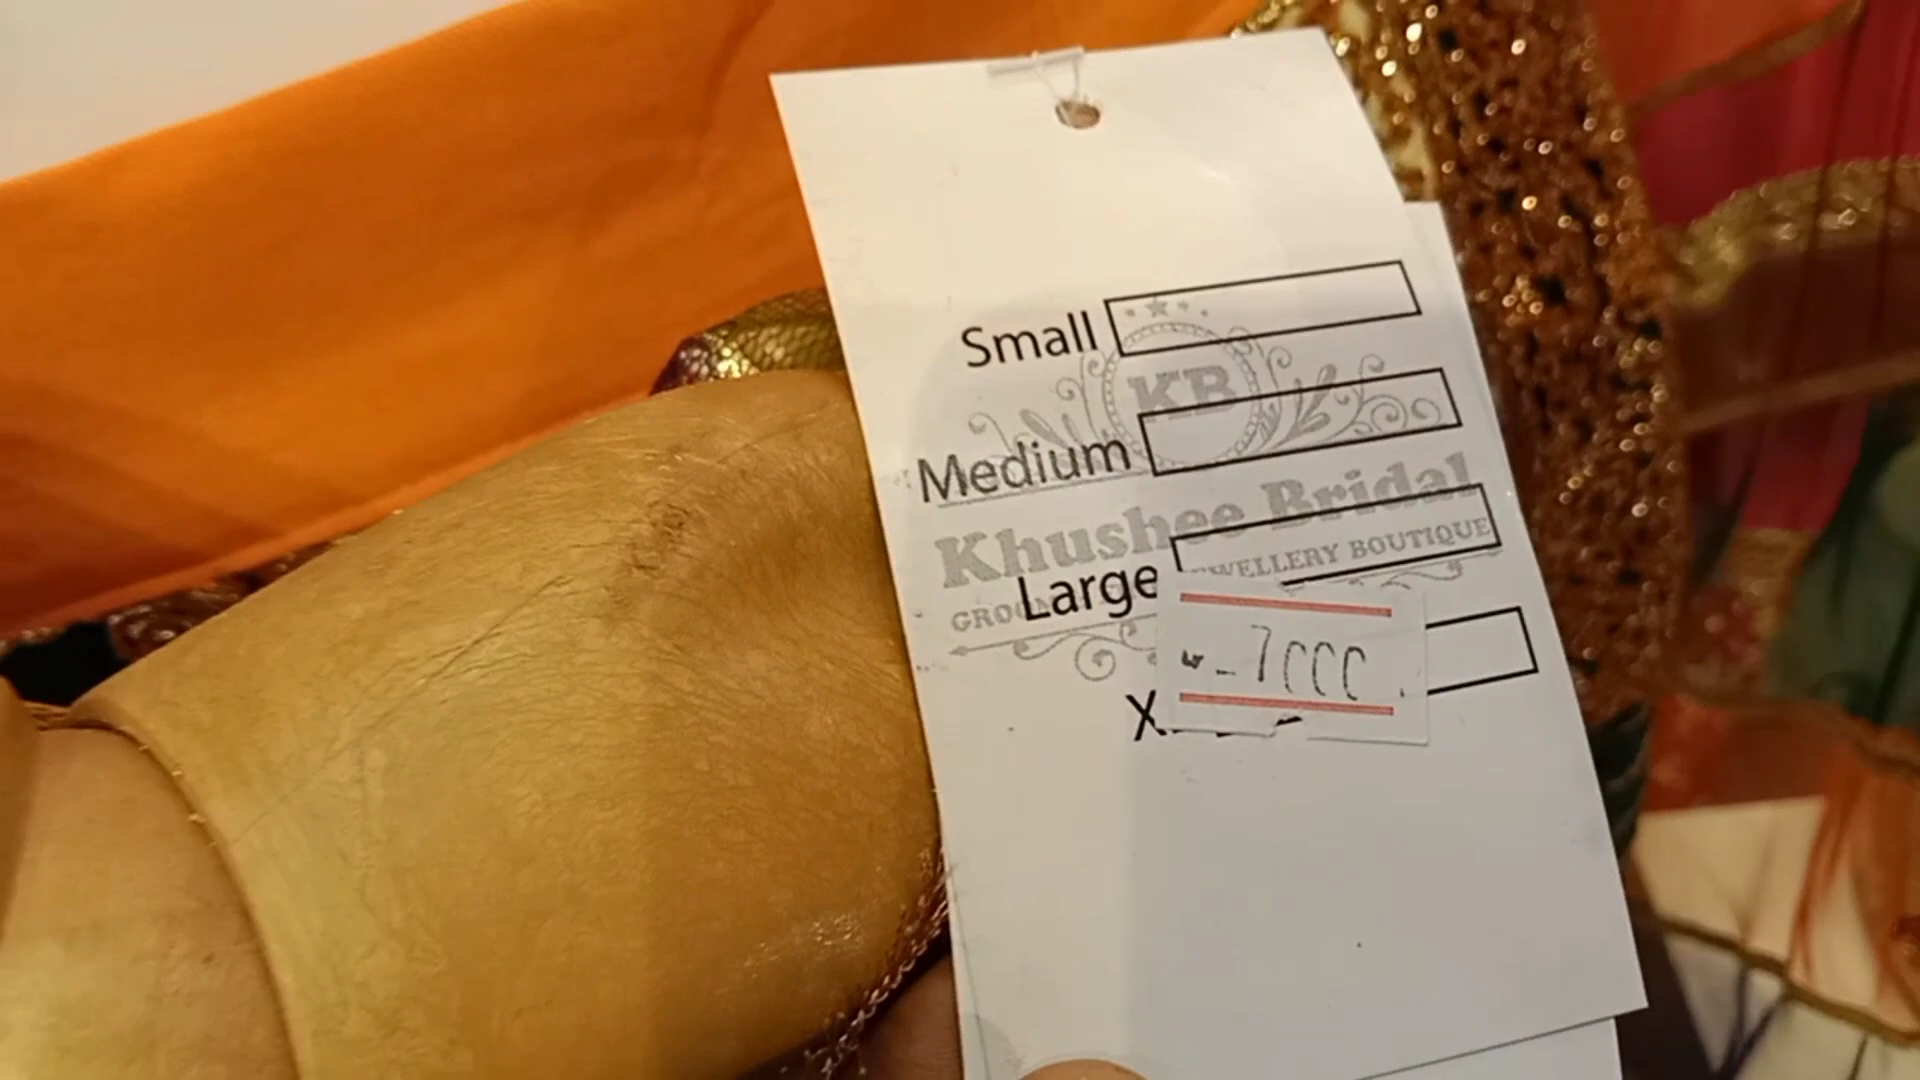 Small
KB
Medium
Khushee Bridal
JEWELLERY BOUTIQUE
Large
7000